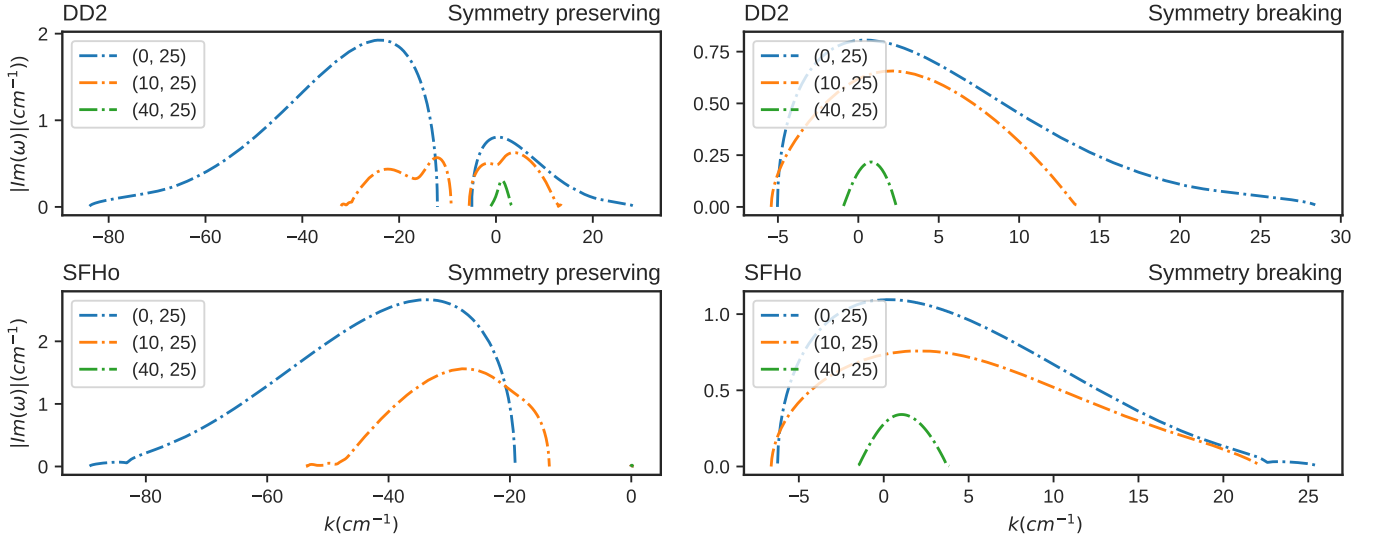 DD2 Symmetry preserving
2
1
0
|Im(ω)|(cm⁻¹))
(0, 25)
(10, 25)
(40, 25)
−80 −60 −40 −20 0 20
DD2 Symmetry breaking
0.75
0.50
0.25
0.00
(0, 25)
(10, 25)
(40, 25)
−5 0 5 10 15 20 25 30
SFHo Symmetry preserving
2
1
0
|Im(ω)|(cm⁻¹)
(0, 25)
(10, 25)
(40, 25)
−80 −60 −40 −20 0
k(cm⁻¹)
SFHo Symmetry breaking
1.0
0.5
0.0
(0, 25)
(10, 25)
(40, 25)
−5 0 5 10 15 20 25
k(cm⁻¹)